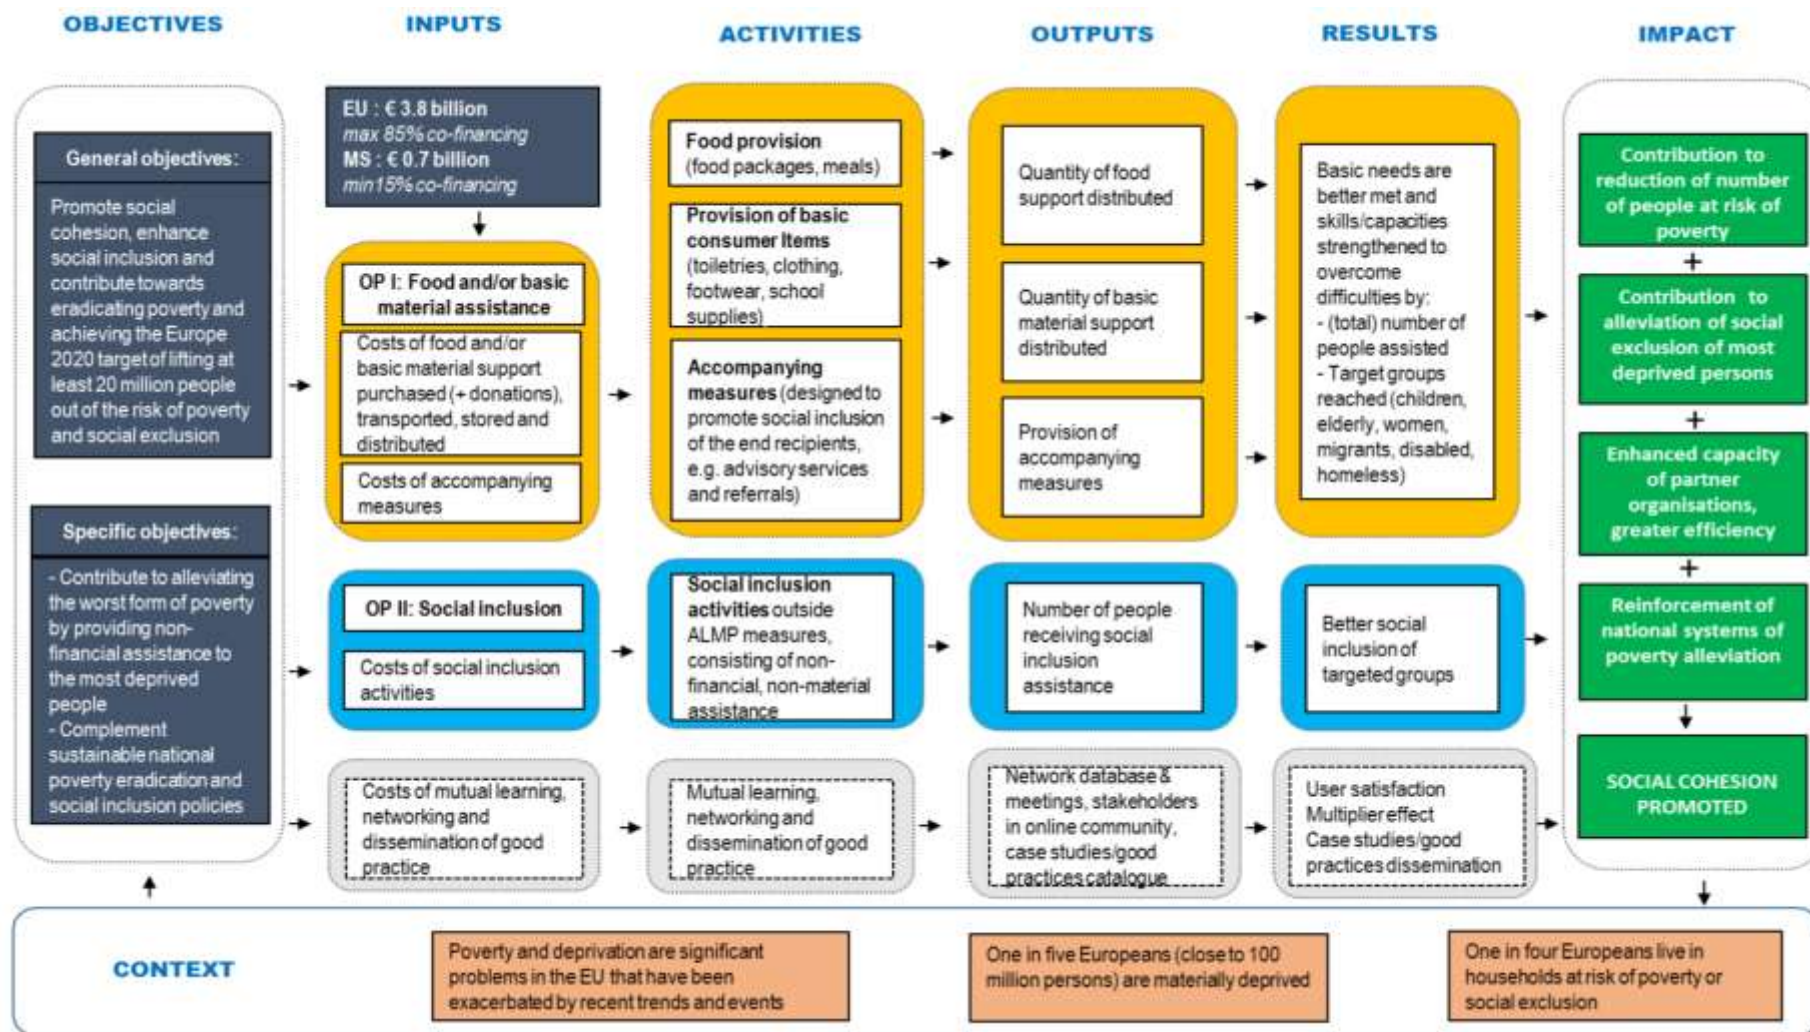 OBJECTIVES
INPUTS
ACTIVITIES
OUTPUTS
RESULTS
IMPACT
General objectives:
Promote social
cohesion, enhance
social inclusion and
contribute towards
eradicating poverty and
achieving the Europe
2020 target of lifting at
least 20 million people
out of the risk of poverty
and social exclusion
Specific objectives:
- Contribute to alleviating
the worst form of poverty
by providing non-
financial assistance to
the most deprived
people
- Complement
sustainable national
poverty eradication and
social inclusion policies
EU : € 3.8 billion
max 85% co-financing
MS : € 0.7 billion
min15% co-financing
OP I: Food and/or basic
material assistance
Costs of food and/or
basic material support
purchased (+ donations),
transported, stored and
distributed
Costs of accompanying
measures
OP II: Social inclusion
Costs of social inclusion
activities
Costs of mutual learning,
networking and
dissemination of good
practice
Food provision
(food packages, meals)
Provision of basic
consumer Items
(toiletries, clothing,
footwear, school
supplies)
Accompanying
measures (designed to
promote social inclusion
of the end recipients,
e.g. advisory services
and referrals)
Social inclusion
activities outside
ALMP measures,
consisting of non-
financial, non-material
assistance
Mutual learning,
networking and
dissemination of good
practice
Quantity of food
support distributed
Quantity of basic
material support
distributed
Provision of
accompanying
measures
Number of people
receiving social
inclusion
assistance
Network database &
meetings, stakeholders
in online community,
case studies/good
practices catalogue
Basic needs are
better met and
skills/capacities
strengthened to
overcome
difficulties by:
- (total) number of
people assisted
- Target groups
reached (children,
elderly, women,
migrants, disabled,
homeless)
Better social
inclusion of
targeted groups
User satisfaction
Multiplier effect
Case studies/good
practices dissemination
Contribution to
reduction of number
of people at risk of
poverty
+
Contribution to
alleviation of social
exclusion of most
deprived persons
+
Enhanced capacity
of partner
organisations,
greater efficiency
+
Reinforcement of
national systems of
poverty alleviation
SOCIAL COHESION
PROMOTED
CONTEXT
Poverty and deprivation are significant
problems in the EU that have been
exacerbated by recent trends and events
One in five Europeans (close to 100
million persons) are materially deprived
One in four Europeans live in
households at risk of poverty or
social exclusion